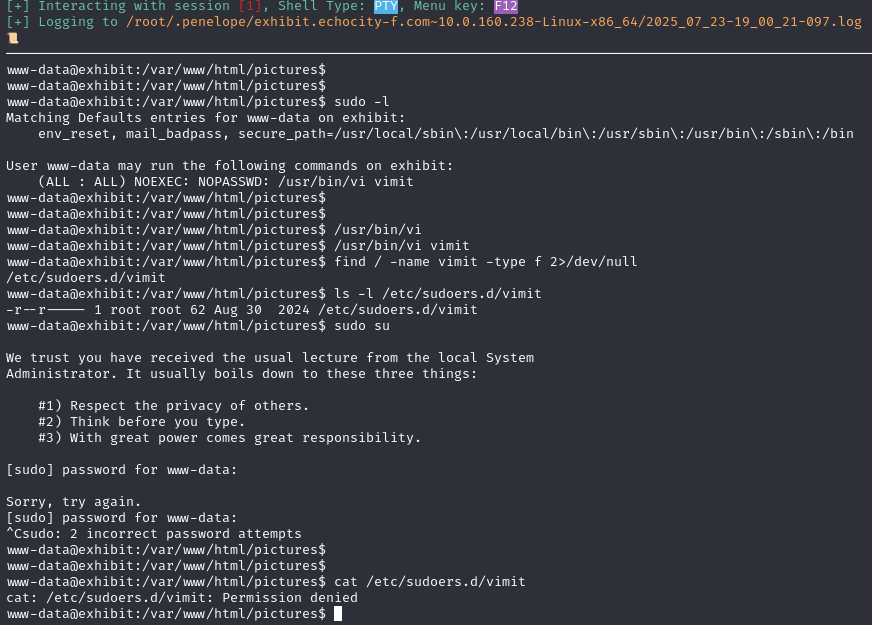 [+] Interacting with session [1], Shell Type: PTY, Menu key: F12
[+] Logging to /root/.penelope/exhibit.echocity-f.com~10.0.160.238-Linux-x86_64/2025_07_23-19_00_21-097.log
www-data@exhibit:/var/www/html/pictures$
www-data@exhibit:/var/www/html/pictures$
www-data@exhibit:/var/www/html/pictures$ sudo -l
Matching Defaults entries for www-data on exhibit:
    env_reset, mail_badpass, secure_path=/usr/local/sbin\:/usr/local/bin\:/usr/sbin\:/usr/bin\:/sbin\:/bin

User www-data may run the following commands on exhibit:
    (ALL : ALL) NOEXEC: NOPASSWD: /usr/bin/vi vimit
www-data@exhibit:/var/www/html/pictures$
www-data@exhibit:/var/www/html/pictures$
www-data@exhibit:/var/www/html/pictures$ /usr/bin/vi
www-data@exhibit:/var/www/html/pictures$ /usr/bin/vi vimit
www-data@exhibit:/var/www/html/pictures$ find / -name vimit -type f 2>/dev/null
/etc/sudoers.d/vimit
www-data@exhibit:/var/www/html/pictures$ ls -l /etc/sudoers.d/vimit
-r--r----- 1 root root 62 Aug 30  2024 /etc/sudoers.d/vimit
www-data@exhibit:/var/www/html/pictures$ sudo su

We trust you have received the usual lecture from the local System
Administrator. It usually boils down to these three things:

    #1) Respect the privacy of others.
    #2) Think before you type.
    #3) With great power comes great responsibility.

[sudo] password for www-data:

Sorry, try again.
[sudo] password for www-data:
^Csudo: 2 incorrect password attempts
www-data@exhibit:/var/www/html/pictures$
www-data@exhibit:/var/www/html/pictures$
www-data@exhibit:/var/www/html/pictures$ cat /etc/sudoers.d/vimit
cat: /etc/sudoers.d/vimit: Permission denied
www-data@exhibit:/var/www/html/pictures$